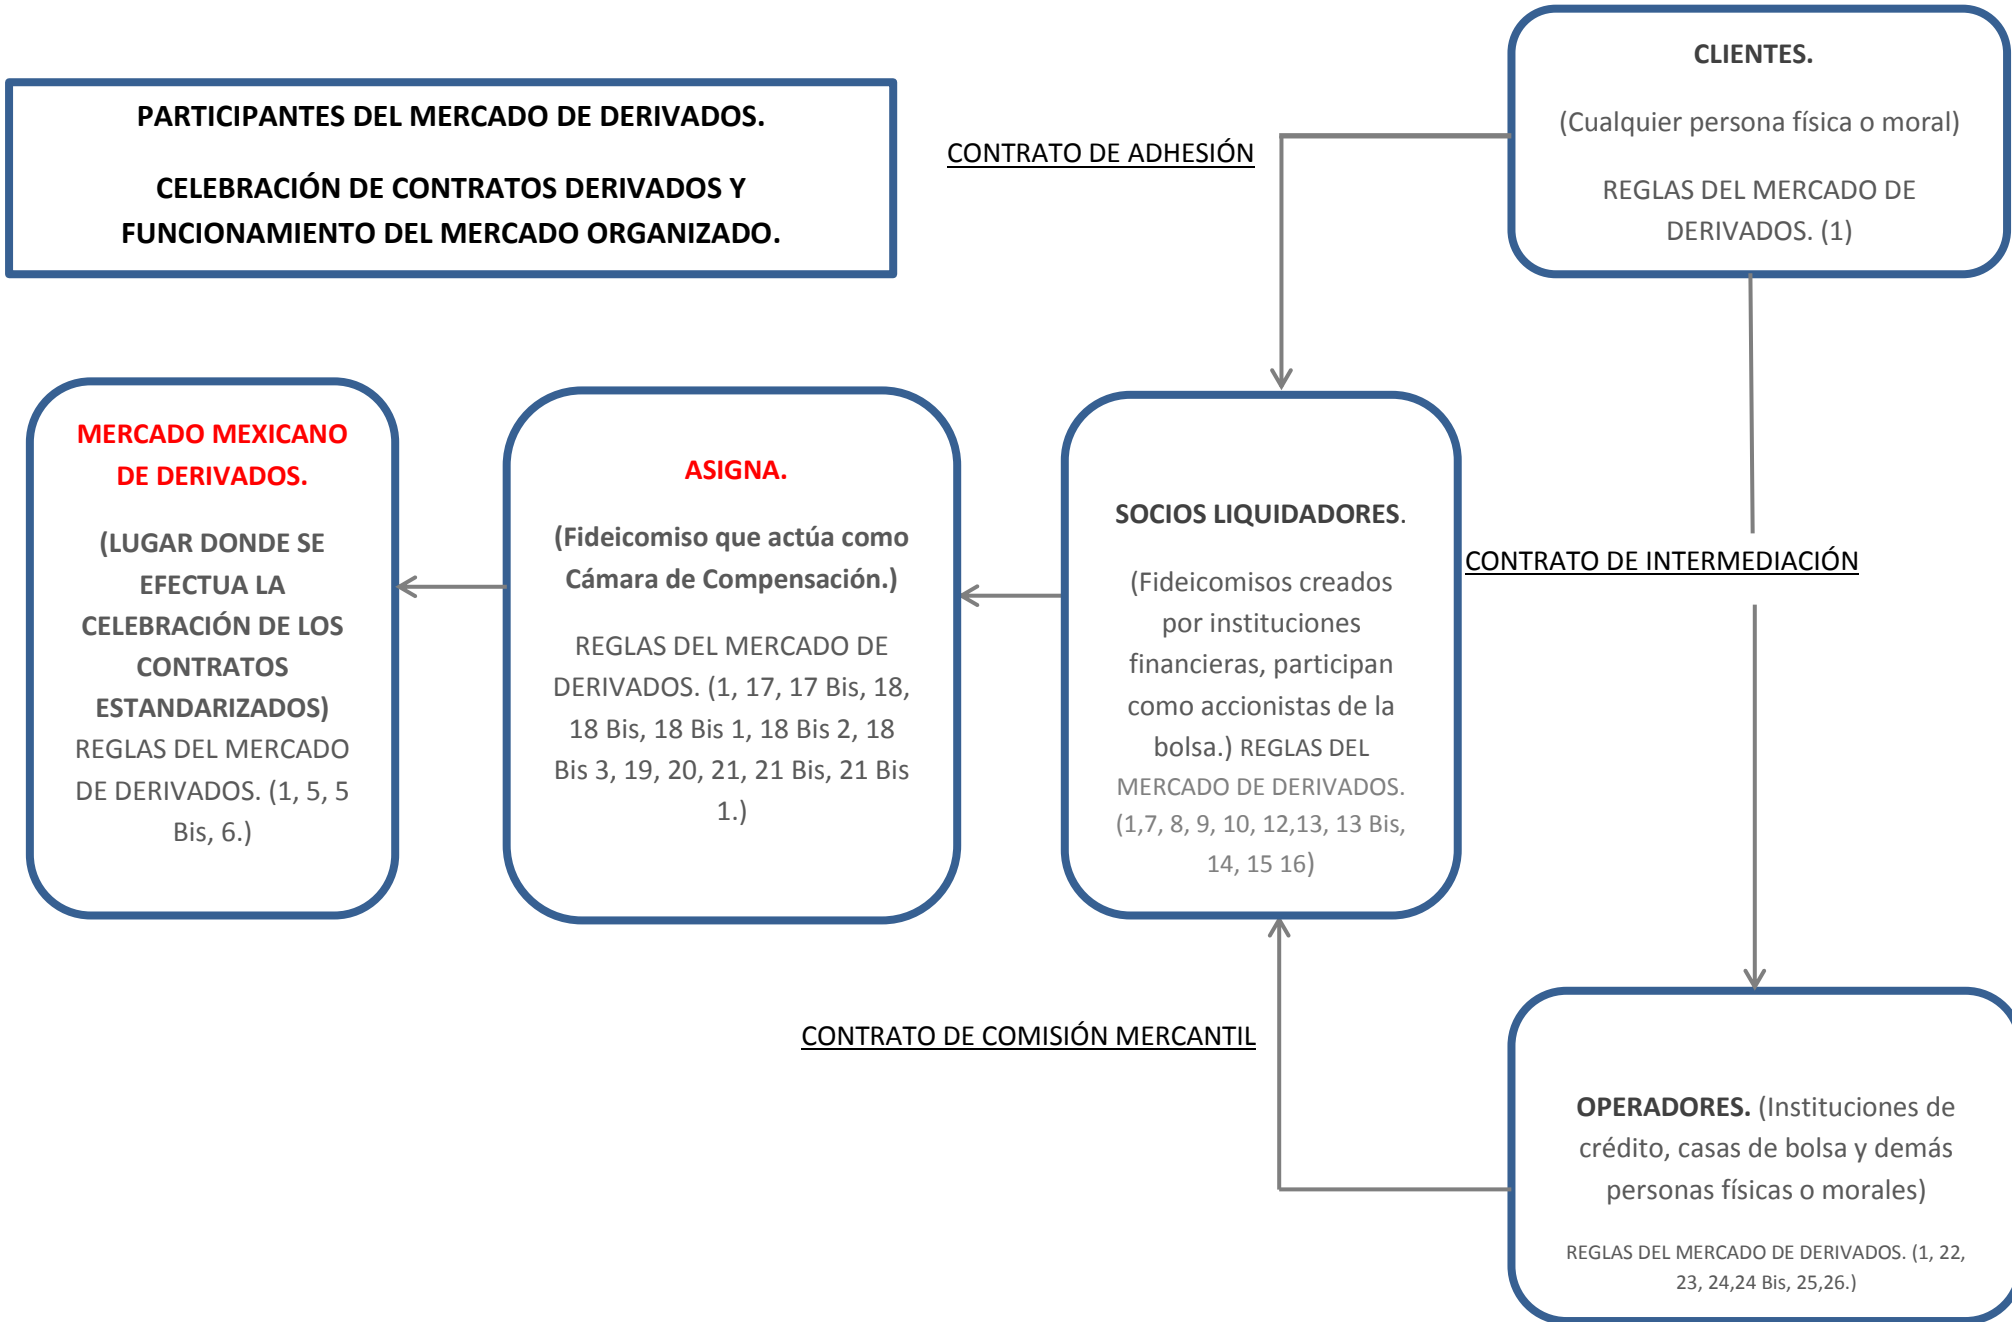 PARTICIPANTES DEL MERCADO DE DERIVADOS.
CELEBRACIÓN DE CONTRATOS DERIVADOS Y
FUNCIONAMIENTO DEL MERCADO ORGANIZADO.
CLIENTES.
(Cualquier persona física o moral)
REGLAS DEL MERCADO DE
DERIVADOS. (1)
CONTRATO DE ADHESIÓN
MERCADO MEXICANO
DE DERIVADOS.
(LUGAR DONDE SE
EFECTUA LA
CELEBRACIÓN DE LOS
CONTRATOS
ESTANDARIZADOS)
REGLAS DEL MERCADO
DE DERIVADOS. (1, 5, 5
Bis, 6.)
ASIGNA.
(Fideicomiso que actúa como
Cámara de Compensación.)
REGLAS DEL MERCADO DE
DERIVADOS. (1, 17, 17 Bis, 18,
18 Bis, 18 Bis 1, 18 Bis 2, 18
Bis 3, 19, 20, 21, 21 Bis, 21 Bis
1.)
SOCIOS LIQUIDADORES.
(Fideicomisos creados
por instituciones
financieras, participan
como accionistas de la
bolsa.) REGLAS DEL
MERCADO DE DERIVADOS.
(1,7, 8, 9, 10, 12,13, 13 Bis,
14, 15 16)
CONTRATO DE INTERMEDIACIÓN
CONTRATO DE COMISIÓN MERCANTIL
OPERADORES. (Instituciones de
crédito, casas de bolsa y demás
personas físicas o morales)
REGLAS DEL MERCADO DE DERIVADOS. (1, 22,
23, 24,24 Bis, 25,26.)